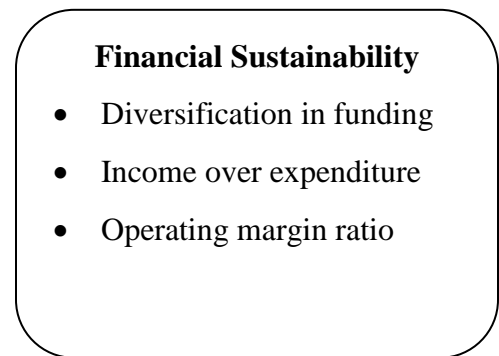 Financial Sustainability
• Diversification in funding
• Income over expenditure
• Operating margin ratio